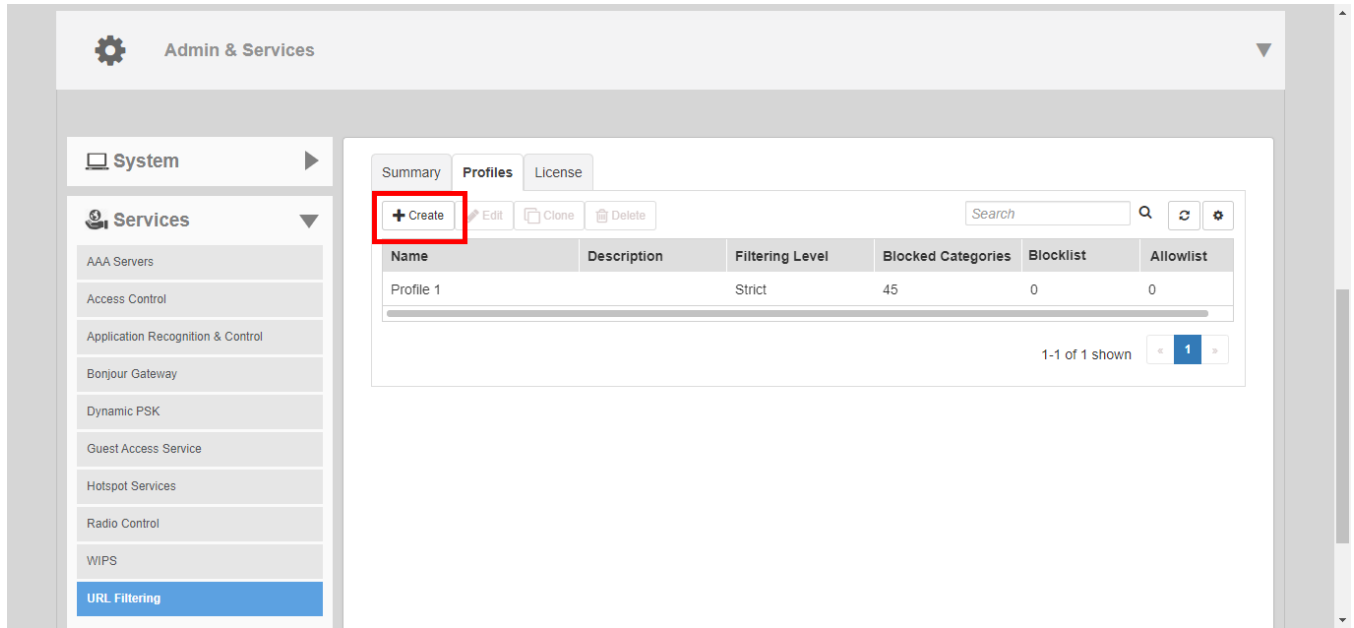 Admin & Services
System
Services
AAA Servers
Access Control
Application Recognition & Control
Bonjour Gateway
Dynamic PSK
Guest Access Service
Hotspot Services
Radio Control
WIPS
URL Filtering
Summary Profiles License
+ Create Edit Clone Delete Search
Name Description Filtering Level Blocked Categories Blocklist Allowlist
Profile 1 Strict 45 0 0
1-1 of 1 shown « 1 »